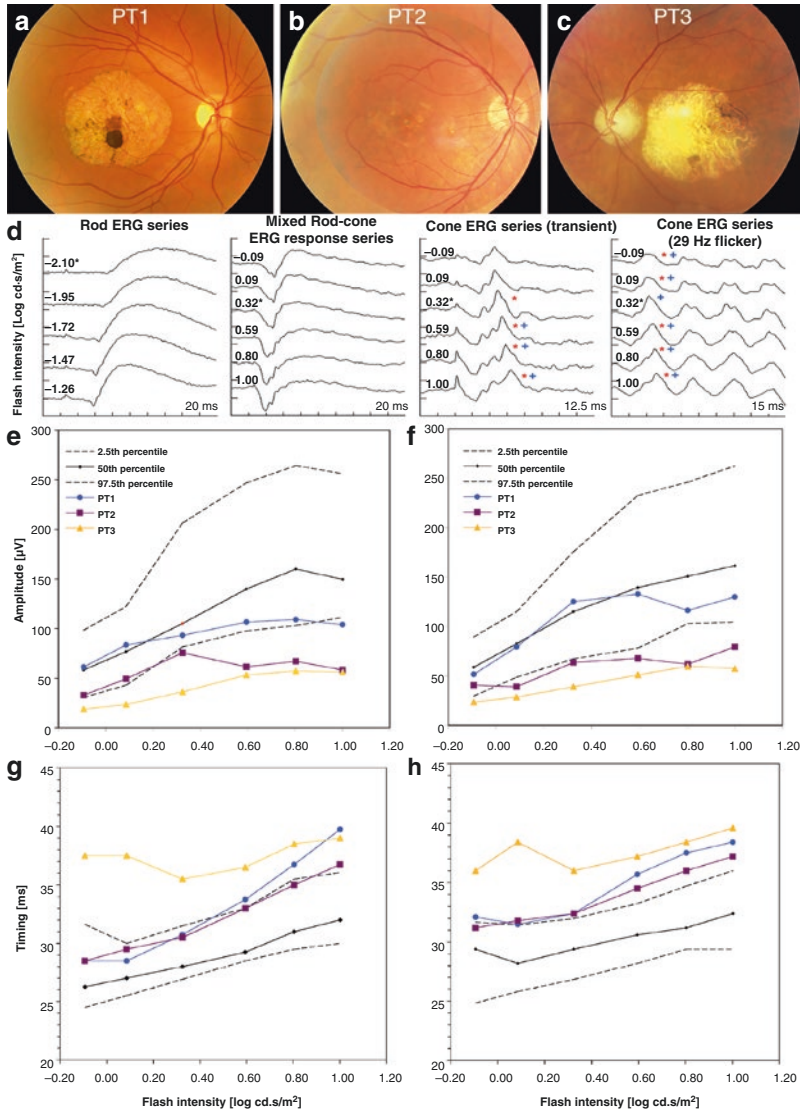 a PT1
b PT2
c PT3
d Rod ERG series
Mixed Rod-cone
ERG response series
Cone ERG series (transient)
Cone ERG series
(29 Hz flicker)
Flash intensity [Log cd·s/m²]
−2.10*
−1.95
−1.72
−1.47
−1.26
20 ms
−0.09
0.09
0.32*
0.59
0.80
1.00
20 ms
−0.09
0.09
0.32*
0.59
0.80
1.00
* 
* +
* +
* +
12.5 ms
−0.09
0.09
0.32*
0.59
0.80
1.00
* +
* +
+
* +
* +
* +
15 ms
e
Amplitude [µV]
300
250
200
150
100
50
0
2.5th percentile
50th percentile
97.5th percentile
PT1
PT2
PT3
−0.20 0.00 0.20 0.40 0.60 0.80 1.00 1.20
f
300
250
200
150
100
50
0
2.5th percentile
50th percentile
97.5th percentile
PT1
PT2
PT3
−0.20 0.00 0.20 0.40 0.60 0.80 1.00 1.20
g
Timing [ms]
45
40
35
30
25
20
−0.20 0.00 0.20 0.40 0.60 0.80 1.00 1.20
Flash intensity [log cd.s/m²]
h
45
40
35
30
25
20
−0.20 0.00 0.20 0.40 0.60 0.80 1.00 1.20
Flash intensity [log cd.s/m²]